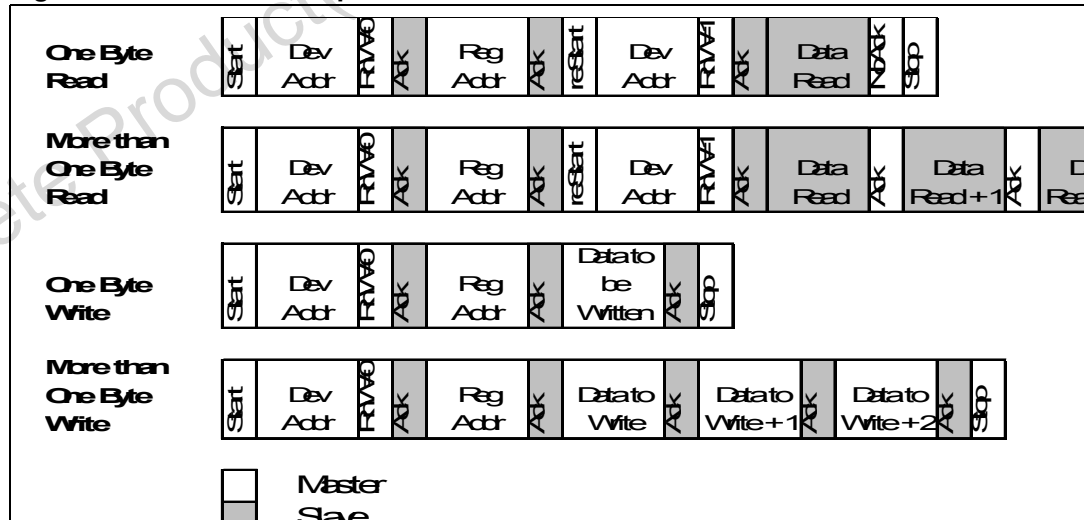 One Byte Read
Start Dev Addr R/W=0 Ack Reg Addr Ack reStart Dev Addr R/W=1 Ack Data Read No Ack Stop
More than One Byte Read
Start Dev Addr R/W=0 Ack Reg Addr Ack reStart Dev Addr R/W=1 Ack Data Read Ack Data Read + 1 Ack
One Byte Write
Start Dev Addr R/W=0 Ack Reg Addr Ack Data to be Written Ack Stop
More than One Byte Write
Start Dev Addr R/W=0 Ack Reg Addr Ack Data to Write Ack Data to Write + 1 Ack Data to Write + 2 Ack Stop
Master
Slave